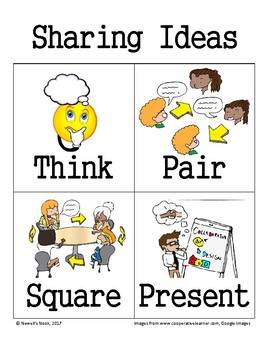 Sharing Ideas
Think
Pair
Square
Present
© Newell's Nook, 2017
Images from www.cooperativelearner.com, Google Images